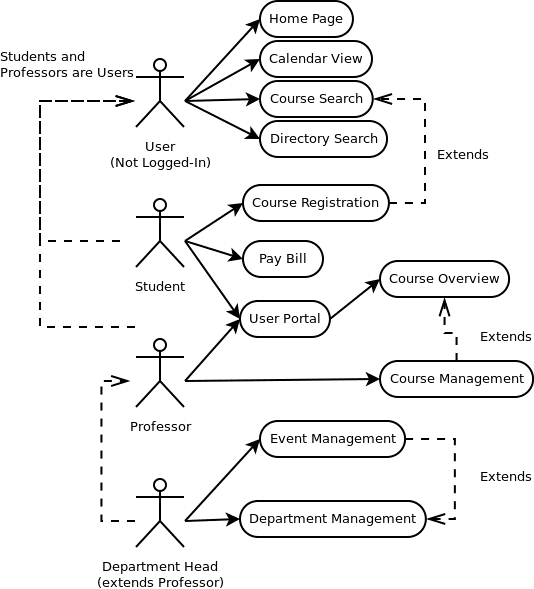 Home Page
Students and
Professors are Users
Calendar View
Course Search
Directory Search
User
(Not Logged-In)
Extends
Course Registration
Student
Pay Bill
Course Overview
User Portal
Extends
Course Management
Professor
Event Management
Extends
Department Management
Department Head
(extends Professor)